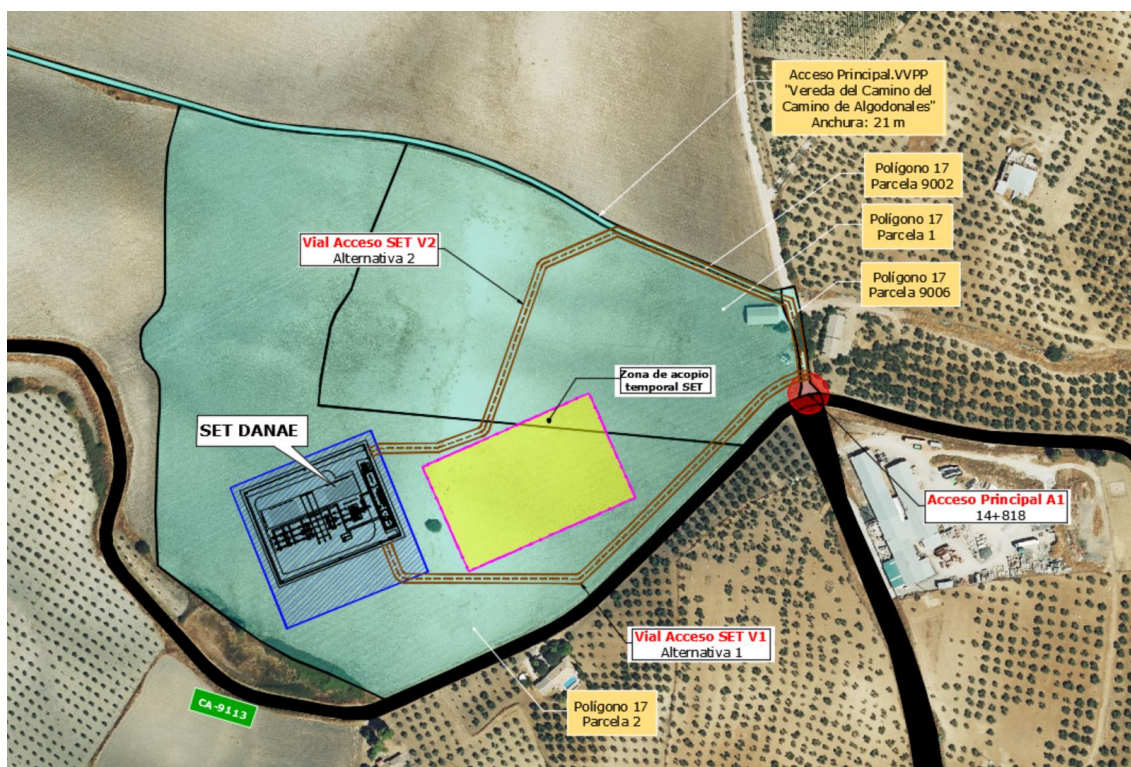 Acceso Principal.VVPP
"Vereda del Camino del
Camino de Algodonales"
Anchura: 21 m
Polígono 17
Parcela 9002
Polígono 17
Parcela 1
Polígono 17
Parcela 9006
Vial Acceso SET V2
Alternativa 2
Zona de acopio
temporal SET
SET DANAE
Acceso Principal A1
14+818
Vial Acceso SET V1
Alternativa 1
CA-9113
Polígono 17
Parcela 2